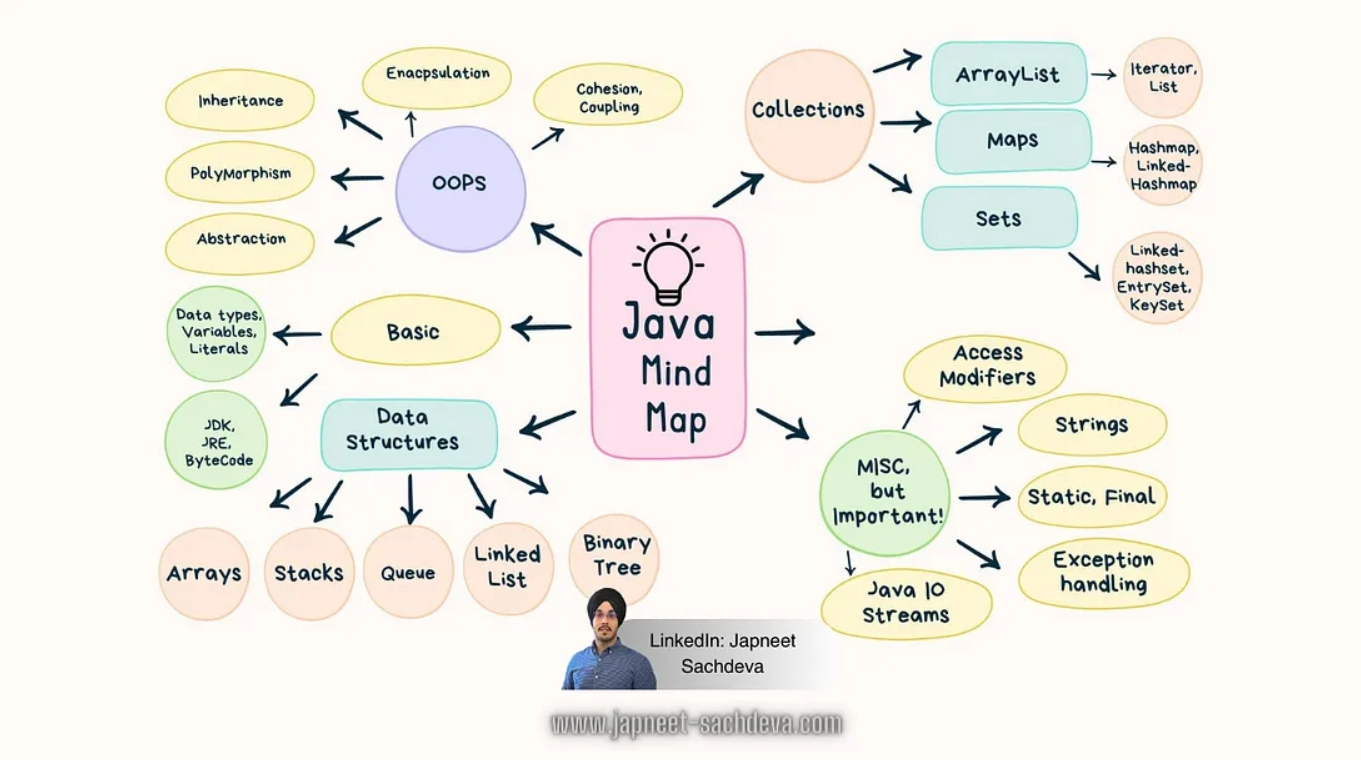 Java
Mind
Map
OOPS
Enacpsulation
Cohesion,
Coupling
Inheritance
Polymorphism
Abstraction
Basic
Data types,
Variables,
Literals
JDK,
JRE,
ByteCode
Data
Structures
Arrays
Stacks
Queue
Linked
List
Binary
Tree
Collections
ArrayList
Iterator,
List
Maps
Hashmap,
Linked-
Hashmap
Sets
Linked-
hashset,
EntrySet,
KeySet
MISC,
but
Important!
Access
Modifiers
Strings
Static, Final
Exception
handling
Java 10
Streams
LinkedIn: Japneet
Sachdeva
www.japneet-sachdeva.com